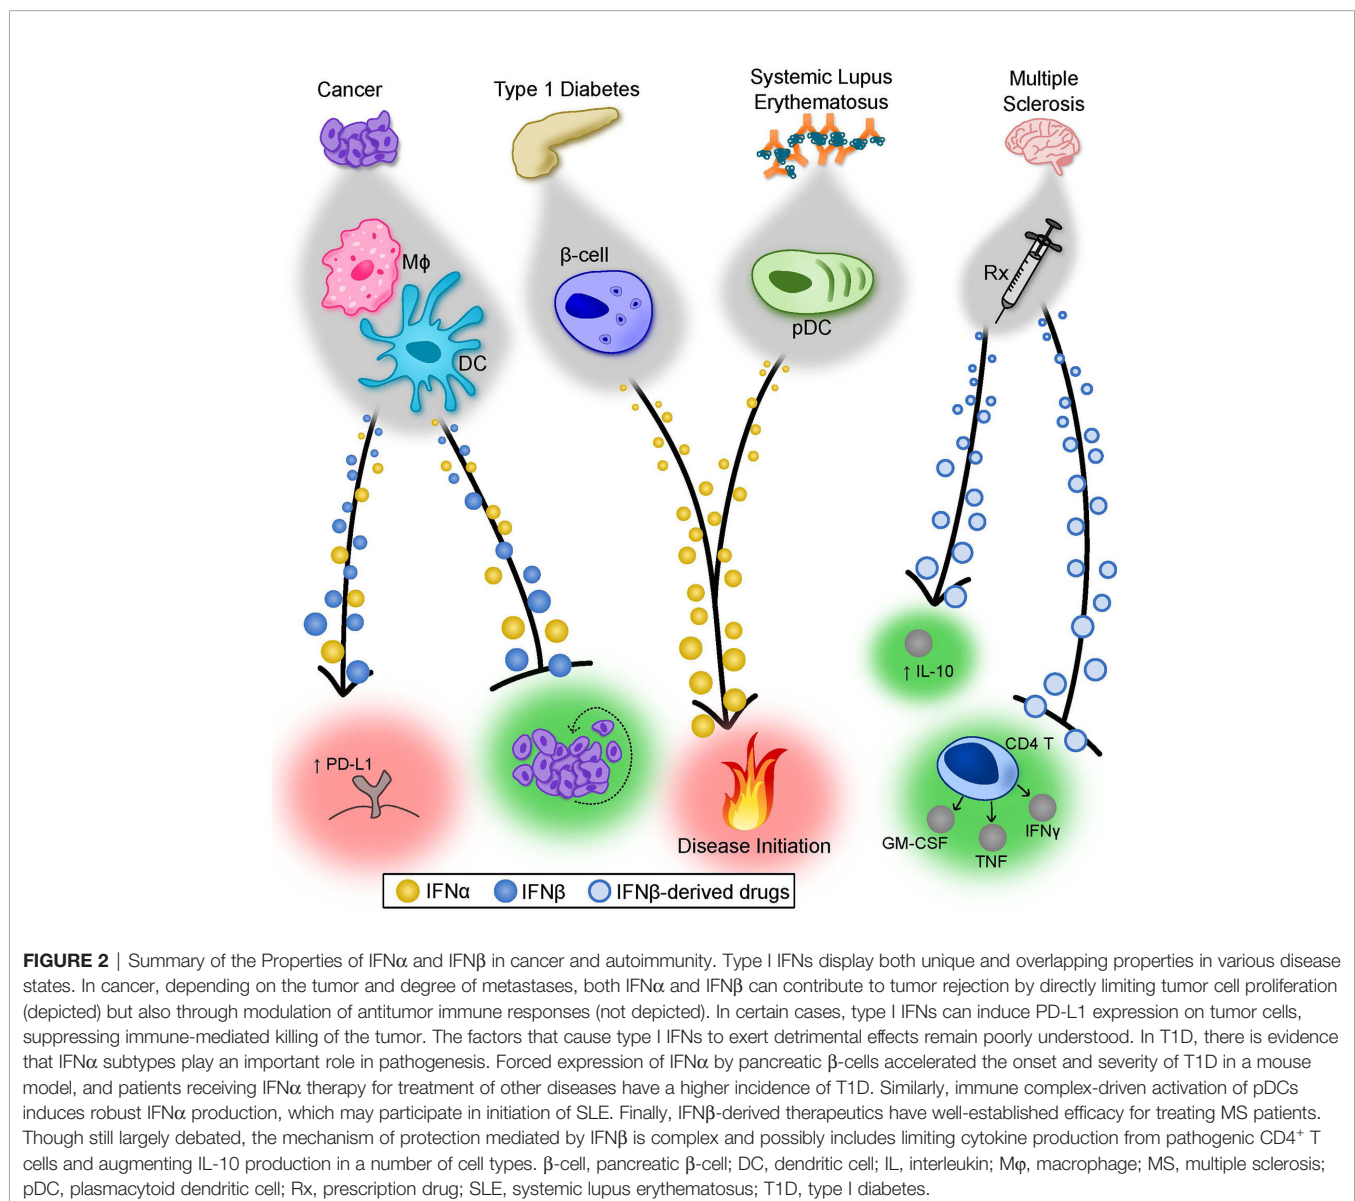 Cancer
Type 1 Diabetes
Systemic Lupus
Erythematosus
Multiple
Sclerosis
Mϕ
DC
β-cell
pDC
Rx
↑ PD-L1
Disease Initiation
↑ IL-10
CD4 T
GM-CSF
TNF
IFNγ
IFNα
IFNβ
IFNβ-derived drugs
FIGURE 2 | Summary of the Properties of IFNα and IFNβ in cancer and autoimmunity. Type I IFNs display both unique and overlapping properties in various disease
states. In cancer, depending on the tumor and degree of metastases, both IFNα and IFNβ can contribute to tumor rejection by directly limiting tumor cell proliferation
(depicted) but also through modulation of antitumor immune responses (not depicted). In certain cases, type I IFNs can induce PD-L1 expression on tumor cells,
suppressing immune-mediated killing of the tumor. The factors that cause type I IFNs to exert detrimental effects remain poorly understood. In T1D, there is evidence
that IFNα subtypes play an important role in pathogenesis. Forced expression of IFNα by pancreatic β-cells accelerated the onset and severity of T1D in a mouse
model, and patients receiving IFNα therapy for treatment of other diseases have a higher incidence of T1D. Similarly, immune complex-driven activation of pDCs
induces robust IFNα production, which may participate in initiation of SLE. Finally, IFNβ-derived therapeutics have well-established efficacy for treating MS patients.
Though still largely debated, the mechanism of protection mediated by IFNβ is complex and possibly includes limiting cytokine production from pathogenic CD4⁺ T
cells and augmenting IL-10 production in a number of cell types. β-cell, pancreatic β-cell; DC, dendritic cell; IL, interleukin; Mφ, macrophage; MS, multiple sclerosis;
pDC, plasmacytoid dendritic cell; Rx, prescription drug; SLE, systemic lupus erythematosus; T1D, type I diabetes.